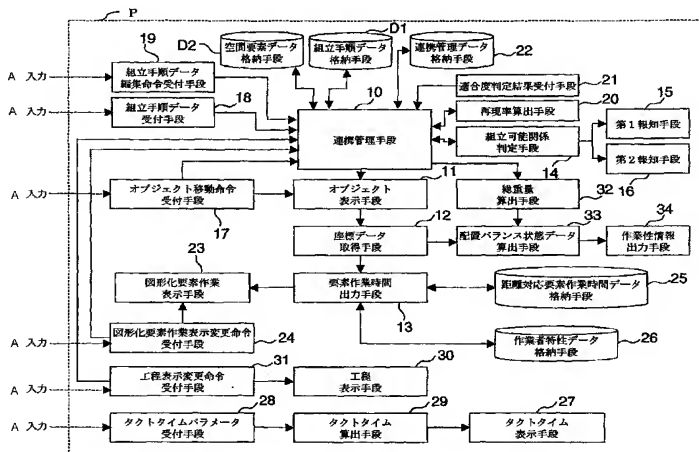 P
D2
空間要素データ
格納手段
D1
組立手順データ
格納手段
連携管理データ
格納手段
22
19
A 入力
組立手順データ
編集命令受付手段
18
A 入力
組立手順データ
受付手段
10
連携管理手段
適合度判定結果受付手段
21
再現率算出手段
20
組立可能関係
判定手段
14
15
第1報知手段
第2報知手段
16
A 入力
オブジェクト移動命令
受付手段
17
オブジェクト
表示手段
11
総重量
算出手段
32
座標データ
取得手段
12
配置バランス状態データ
算出手段
33
作業性情報
出力手段
34
23
図形化要素作業
表示手段
要素作業時間
出力手段
13
距離対応要素作業時間データ
格納手段
25
A 入力
図形化要素作業表示変更命令
受付手段
24
作業者特性データ
格納手段
26
A 入力
工程表示変更命令
受付手段
31
工程
表示手段
30
A 入力
タクトタイムパラメータ
受付手段
28
タクトタイム
算出手段
29
タクトタイム
表示手段
27